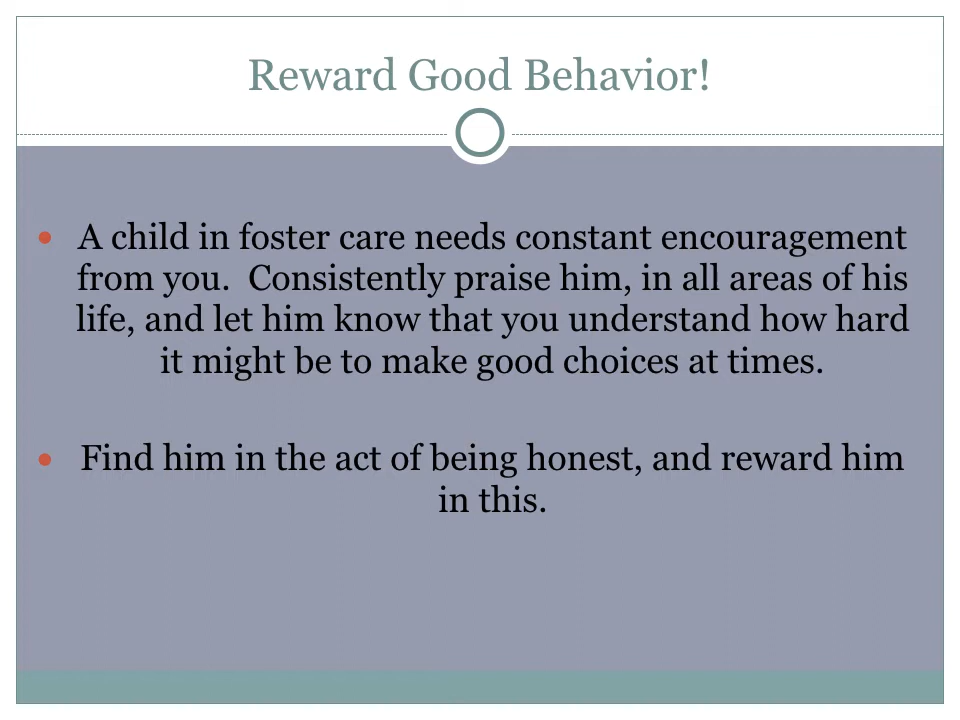 Reward Good Behavior!
• A child in foster care needs constant encouragement
from you.  Consistently praise him, in all areas of his
life, and let him know that you understand how hard
it might be to make good choices at times.
• Find him in the act of being honest, and reward him
in this.